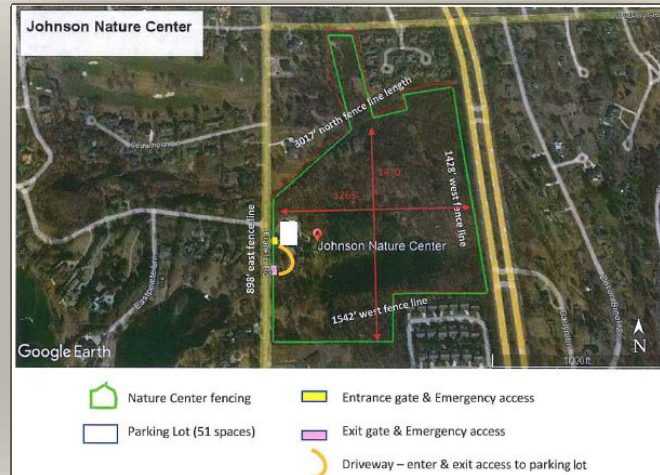 Johnson Nature Center
3017' north fence line length
1470'
1428' west fence line
1265'
898' east fence line
Johnson Nature Center
1542' west fence line
Google Earth
1000 ft
N
Nature Center fencing
Entrance gate & Emergency access
Parking Lot (51 spaces)
Exit gate & Emergency access
Driveway – enter & exit access to parking lot